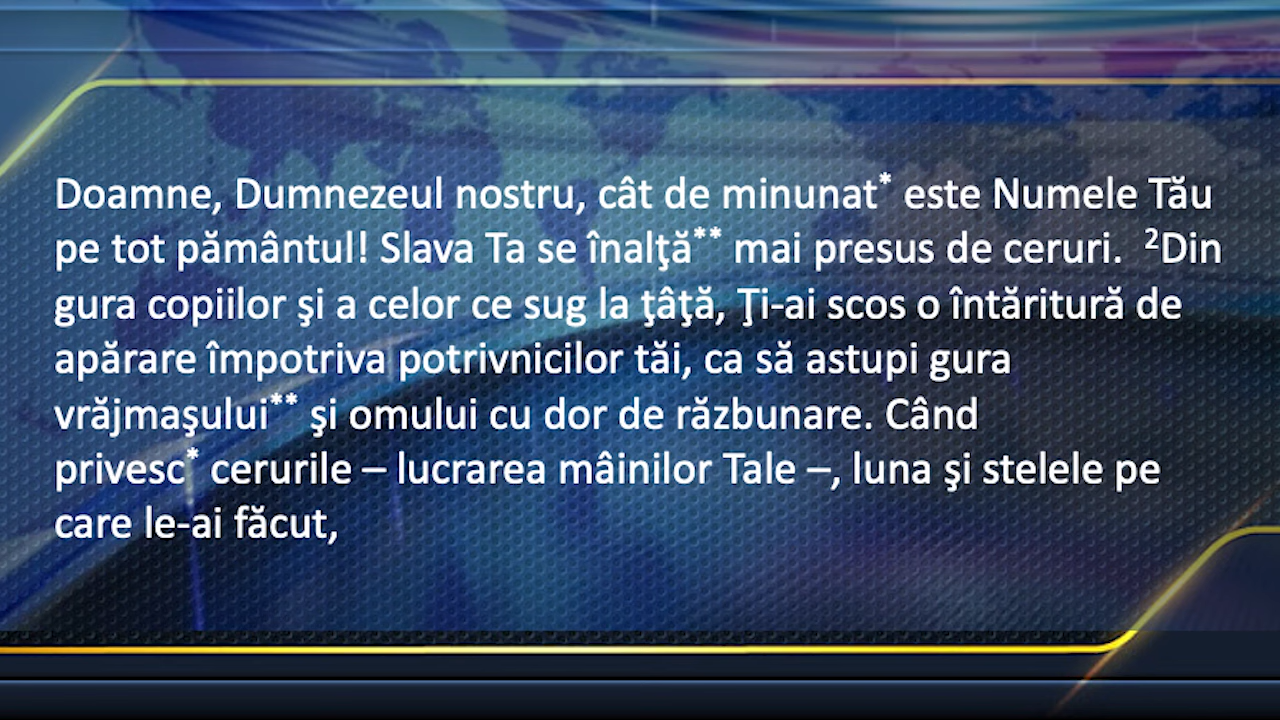 Doamne, Dumnezeul nostru, cât de minunat* este Numele Tău
pe tot pământul! Slava Ta se înalţă** mai presus de ceruri.  ²Din
gura copiilor şi a celor ce sug la ţâţă, Ţi-ai scos o întăritură de
apărare împotriva potrivnicilor tăi, ca să astupi gura
vrăjmaşului** şi omului cu dor de răzbunare. Când
privesc* cerurile – lucrarea mâinilor Tale –, luna şi stelele pe
care le-ai făcut,